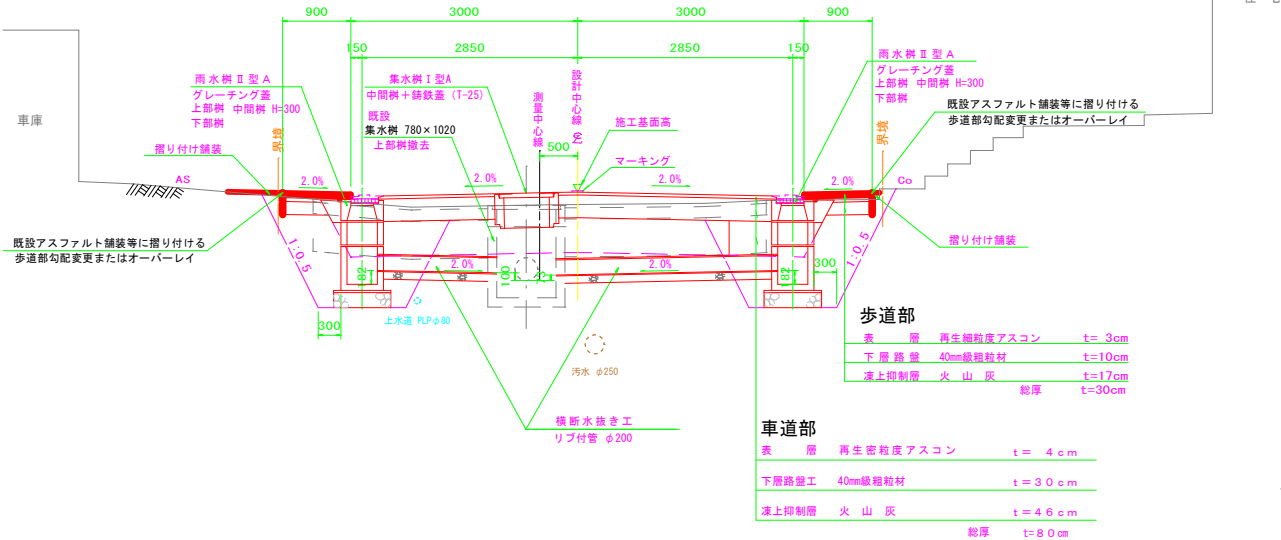 900
3000
3000
900
150
2850
2850
150
雨水桝Ⅱ型A
グレーチング蓋
上部桝 中間桝 H=300
下部桝
集水桝Ⅰ型A
中間桝+鋳鉄蓋 (T-25)
既設
集水桝 780×1020
上部桝撤去
測量中心線
設計中心線
500
施工基面高
マーキング
雨水桝Ⅱ型A
グレーチング蓋
上部桝 中間桝 H=300
下部桝
既設アスファルト舗装等に摺り付ける
歩道部勾配変更またはオーバーレイ
車庫
摺り付け舗装
界境
界境
AS
2.0%
2.0%
2.0%
2.0%
Co
既設アスファルト舗装等に摺り付ける
歩道部勾配変更またはオーバーレイ
摺り付け舗装
1:0.5
1:0.5
182
2.0%
100
2.0%
182
300
300
上水道 PLPφ80
汚水 φ250
横断水抜き工
リブ付管 φ200
歩道部
表 層 再生細粒度アスコン t= 3cm
下層路盤 40mm級粗粒材 t=10cm
凍上抑制層 火山灰 t=17cm
総厚 t=30cm
車道部
表 層 再生密粒度アスコン t= 4cm
下層路盤工 40mm級粗粒材 t=30cm
凍上抑制層 火山灰 t=46cm
総厚 t=80cm